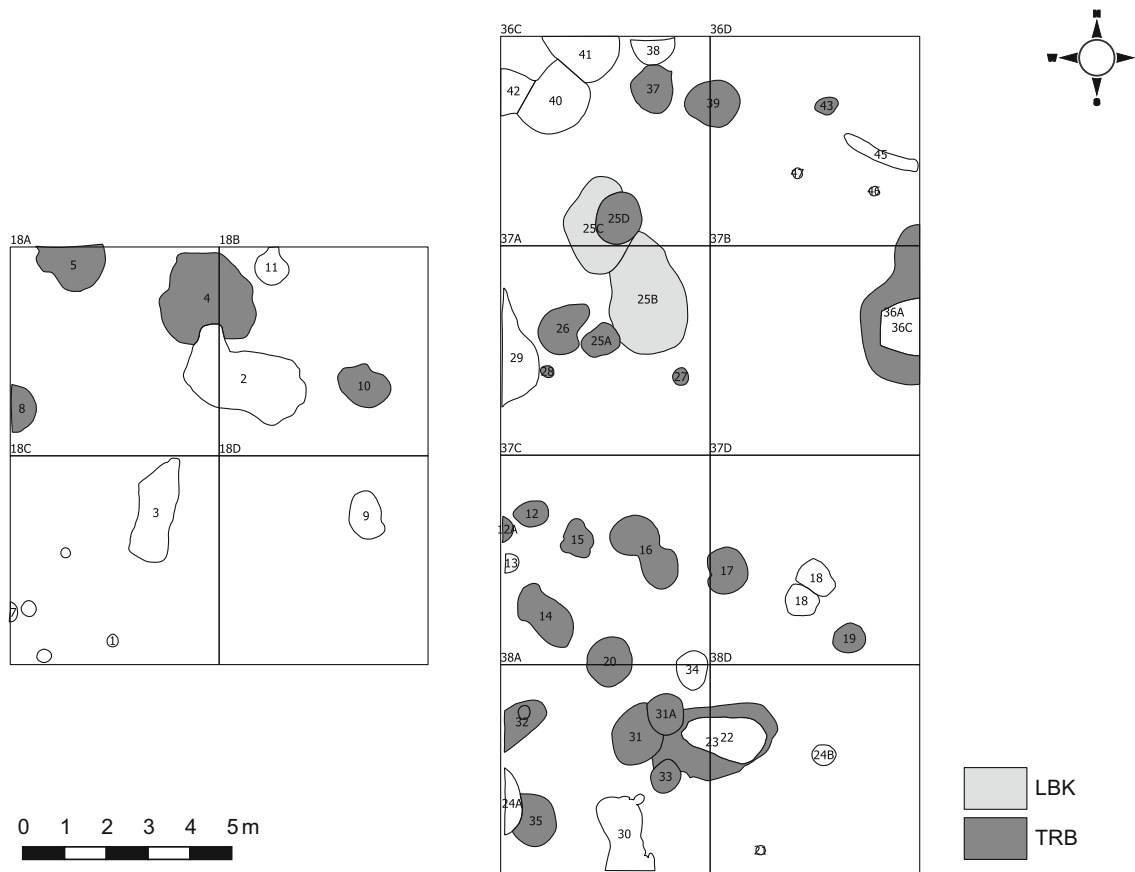 36C 36D
N
W
S
41 38
42 40 37 39 43
45
47 46
25D
25C
18A 18B 37A 37B
5 11
4 25B
36A
26 25A 29 36C
2 28 27
10
8
18C 18D 37C 37D
3 9 12
12A 15 16
13 17 18
18
7 14
1 19
38A 20 34 38D
32 31A
31 23 22
24B
33
24A
35 30
21
0 1 2 3 4 5 m
LBK
TRB